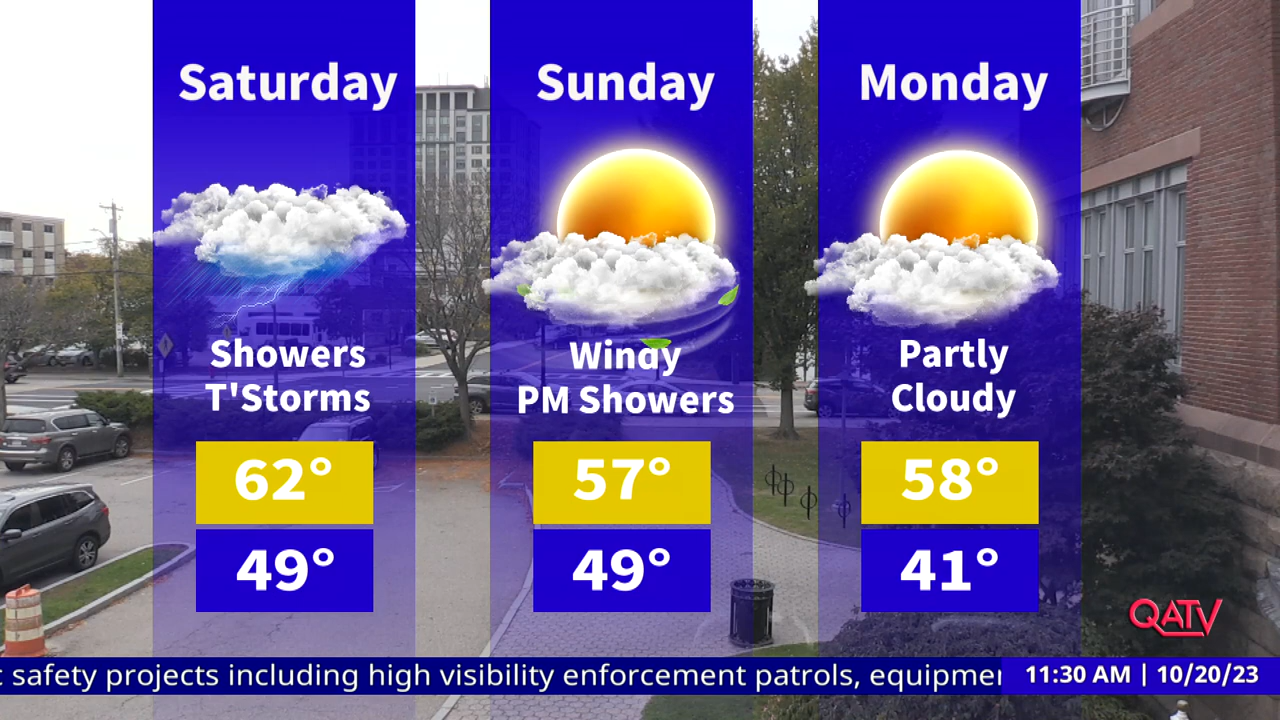 Saturday
Showers
T'Storms
62°
49°
Sunday
Windy
PM Showers
57°
49°
Monday
Partly
Cloudy
58°
41°
QATV
safety projects including high visibility enforcement patrols, equipme
11:30 AM | 10/20/23